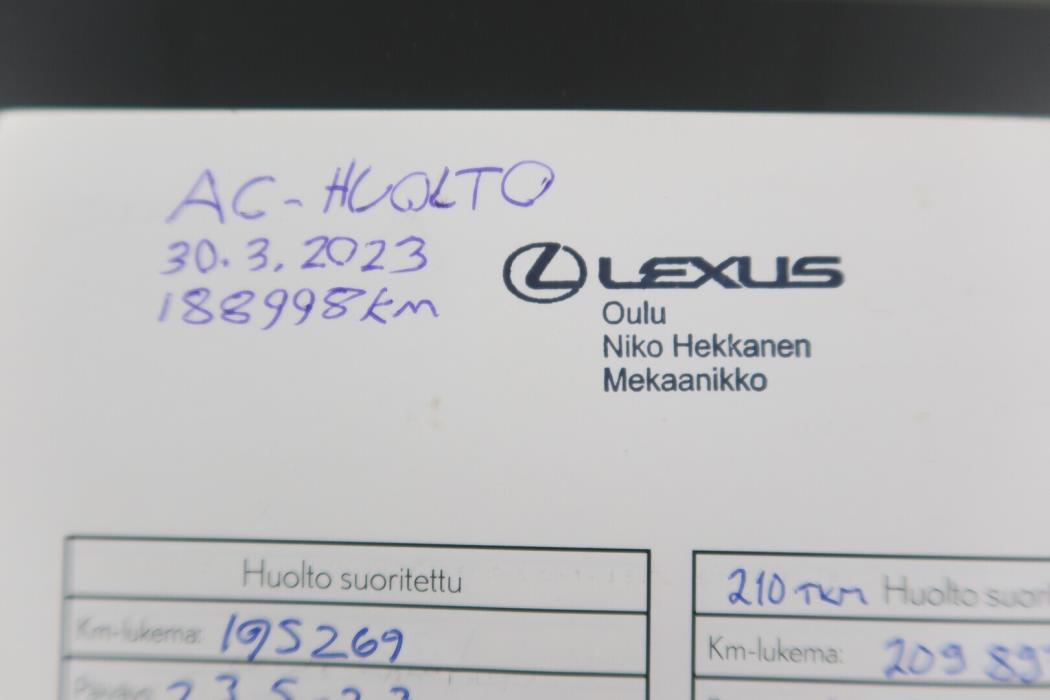 AC-HUOLTO
30.3.2023
188998km
LEXUS
Oulu
Niko Hekkanen
Mekaanikko
Huolto suoritettu
Km-lukema: 195269
210 TKM Huolto
Km-lukema: